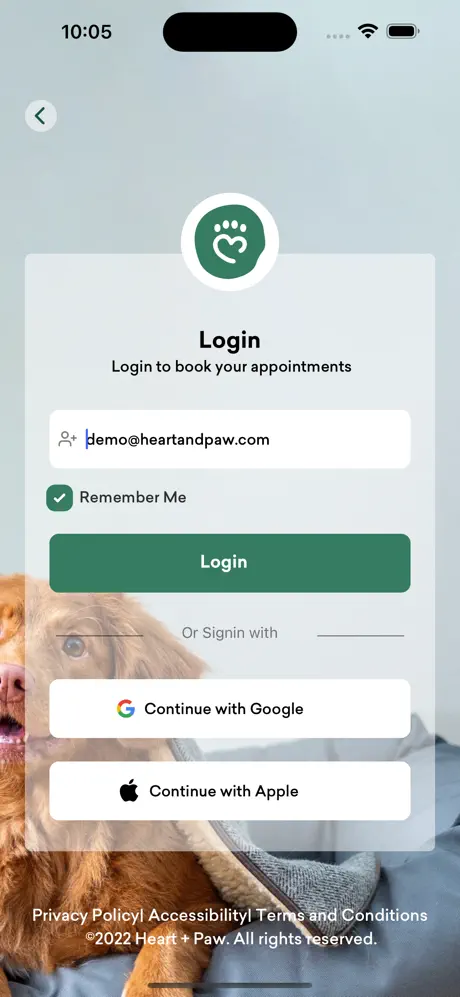 10:05
Login
Login to book your appointments
demo@heartandpaw.com
Remember Me
Login
Or Signin with
Continue with Google
Continue with Apple
Privacy Policy| Accessibility| Terms and Conditions
©2022 Heart + Paw. All rights reserved.